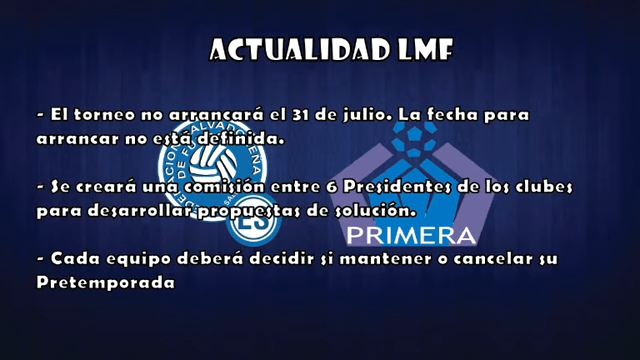 ACTUALIDAD LMF
- El torneo no arrancará el 31 de julio. La fecha para
arrancar no está definida.
- Se creará una comisión entre 6 Presidentes de los clubes
para desarrollar propuestas de solución.
ES
PRIMERA
- Cada equipo deberá decidir si mantener o cancelar su
Pretemporada